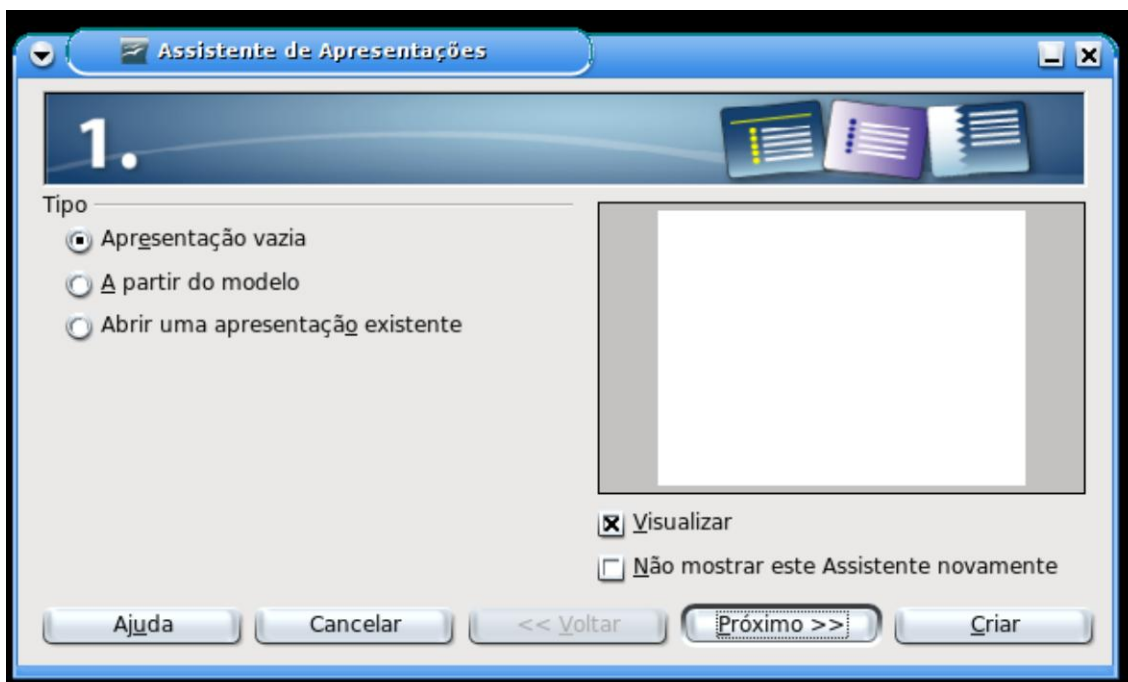 Assistente de Apresentações
1.
Tipo
Apresentação vazia
A partir do modelo
Abrir uma apresentação existente
Visualizar
Não mostrar este Assistente novamente
Ajuda
Cancelar
<< Voltar
Próximo >>
Criar